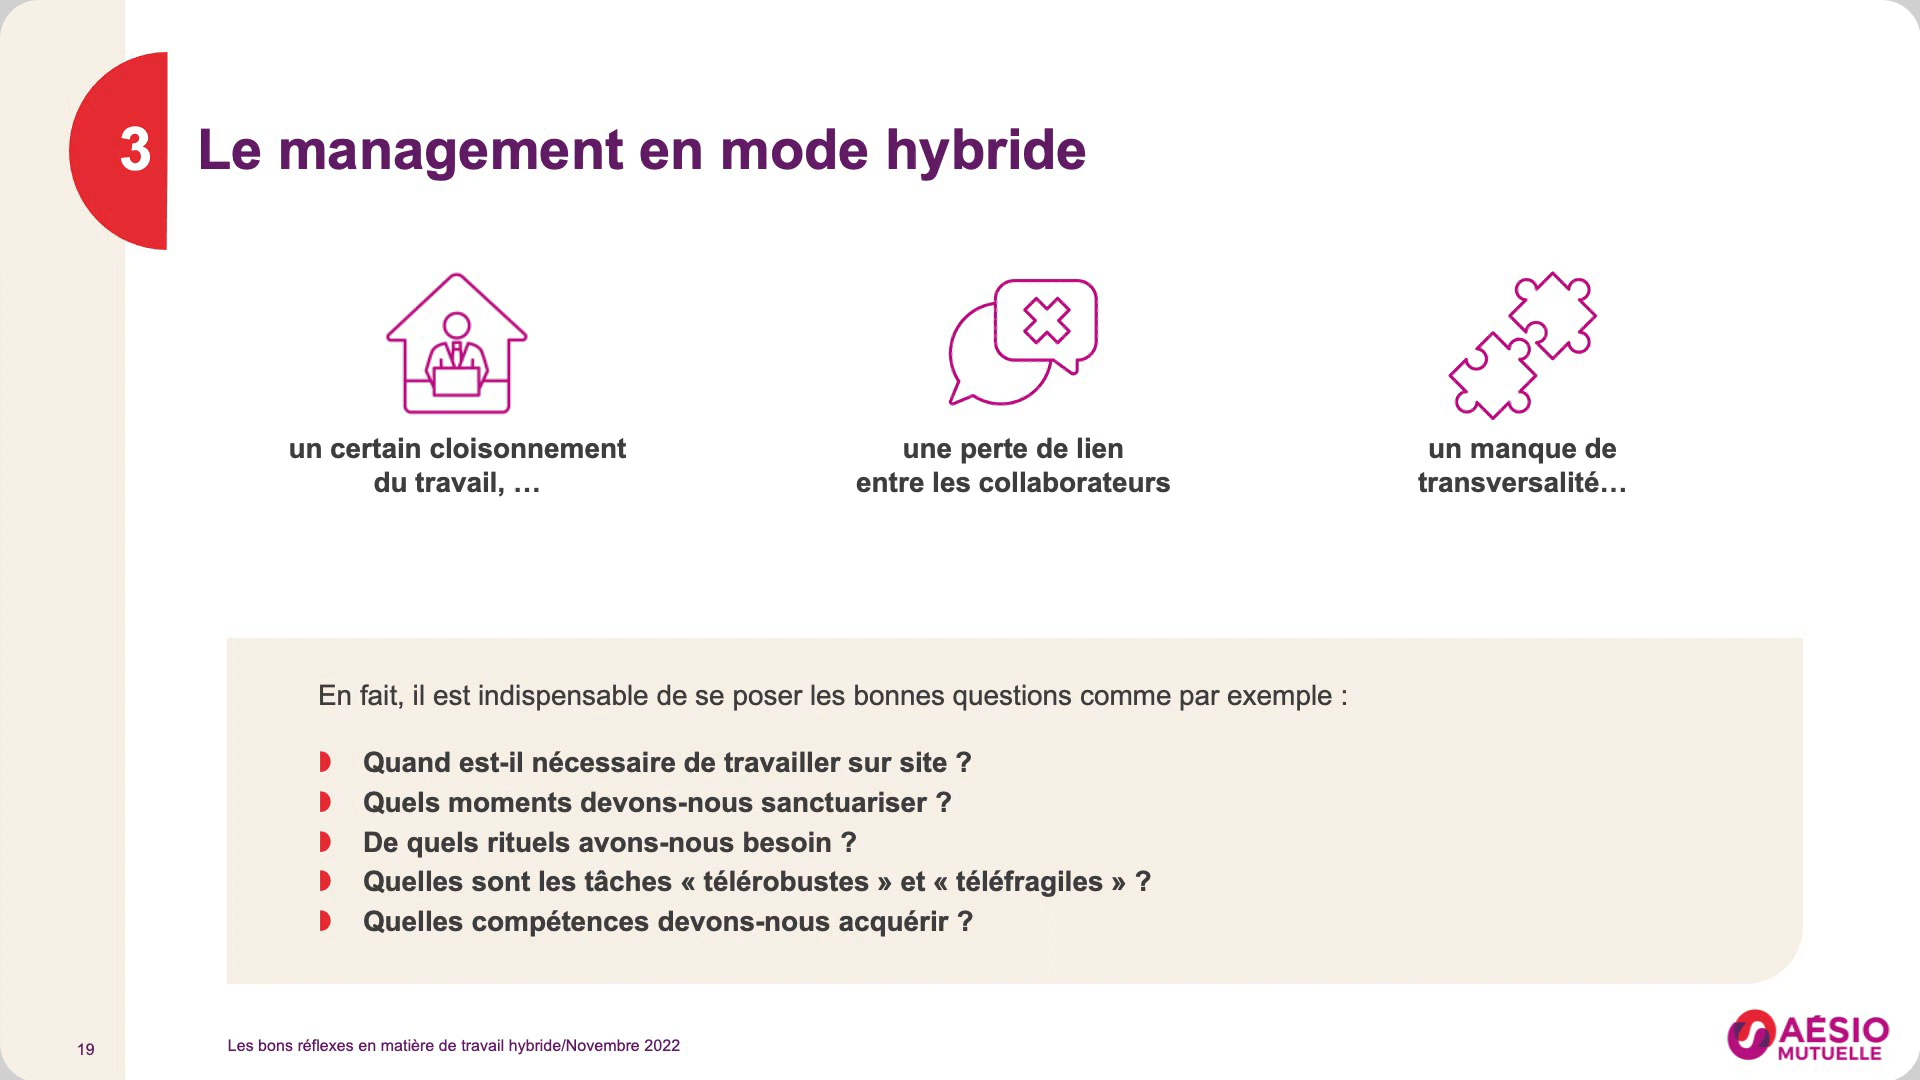 3
Le management en mode hybride
un certain cloisonnement
du travail, …
une perte de lien
entre les collaborateurs
un manque de
transversalité…
En fait, il est indispensable de se poser les bonnes questions comme par exemple :
Quand est-il nécessaire de travailler sur site ?
Quels moments devons-nous sanctuariser ?
De quels rituels avons-nous besoin ?
Quelles sont les tâches « télérobustes » et « téléfragiles » ?
Quelles compétences devons-nous acquérir ?
19
Les bons réflexes en matière de travail hybride/Novembre 2022
AÉSIO
MUTUELLE